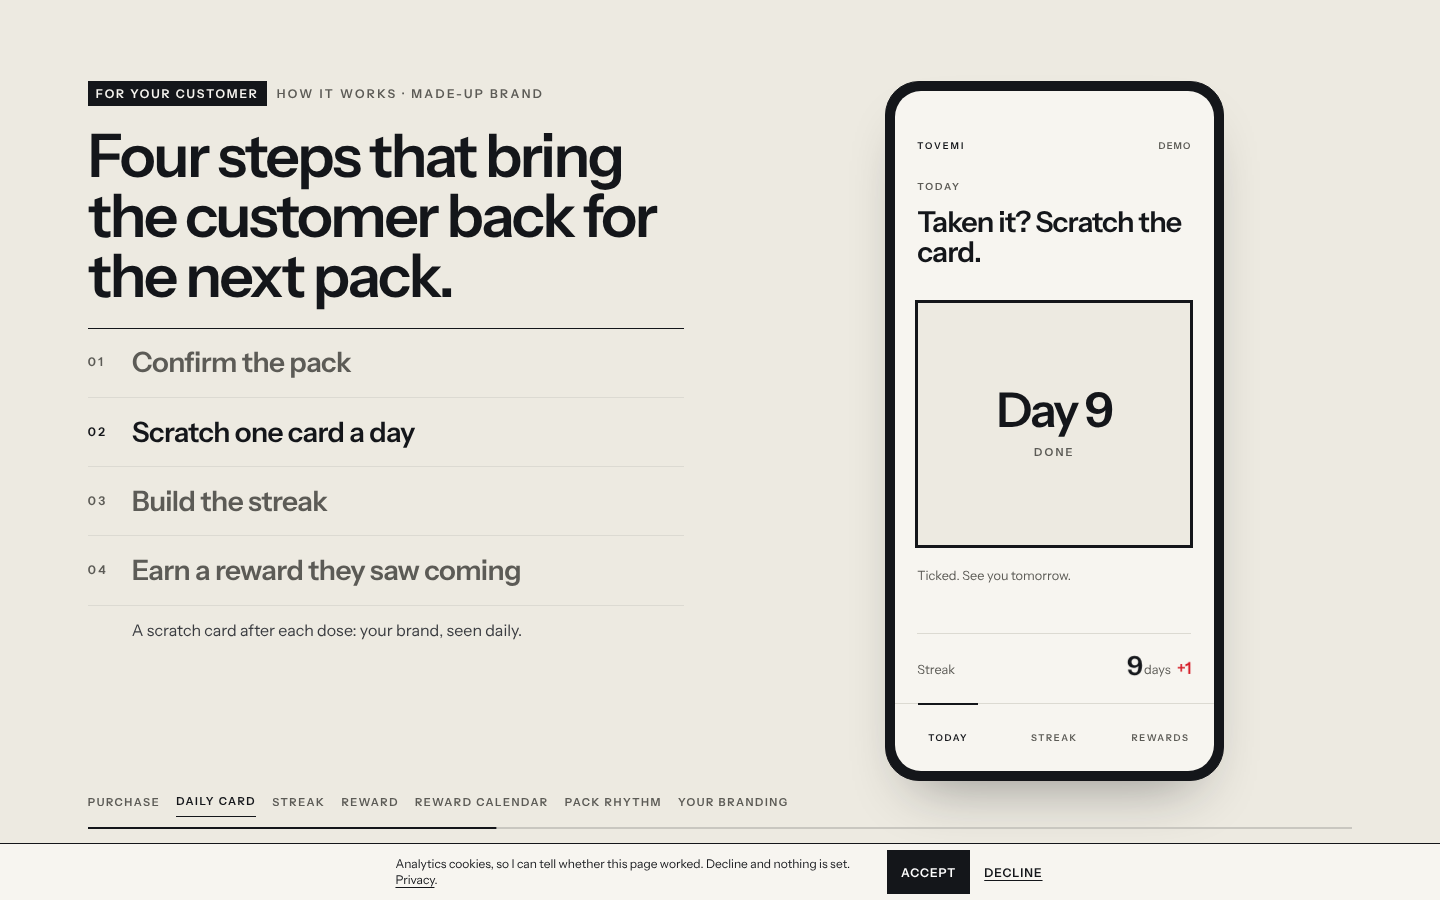 FOR YOUR CUSTOMER HOW IT WORKS · MADE-UP BRAND
Four steps that bring
the customer back for
the next pack.
01 Confirm the pack
02 Scratch one card a day
03 Build the streak
04 Earn a reward they saw coming
A scratch card after each dose: your brand, seen daily.
TOVEMI DEMO
TODAY
Taken it? Scratch the
card.
Day 9
DONE
Ticked. See you tomorrow.
Streak 9 days +1
TODAY STREAK REWARDS
PURCHASE DAILY CARD STREAK REWARD REWARD CALENDAR PACK RHYTHM YOUR BRANDING
Analytics cookies, so I can tell whether this page worked. Decline and nothing is set.
Privacy.
ACCEPT DECLINE